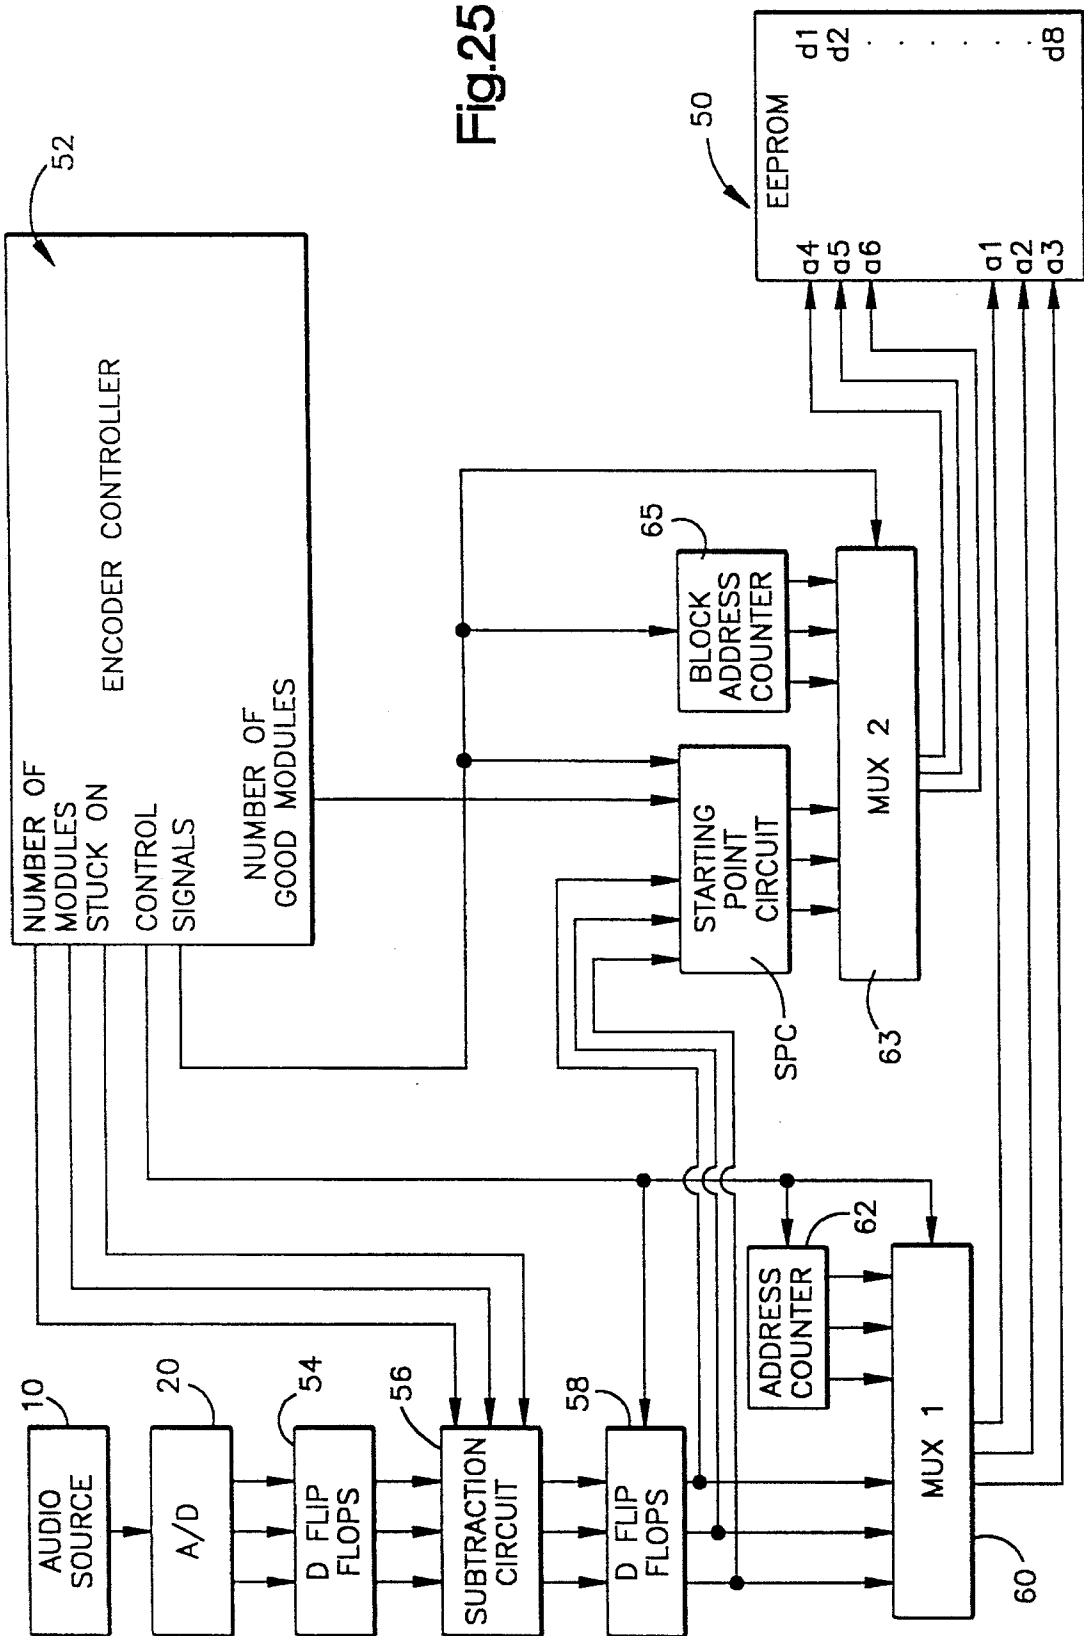 Fig.25
52
ENCODER CONTROLLER
NUMBER OF
MODULES
STUCK ON
CONTROL
SIGNALS
NUMBER OF
GOOD MODULES
10
AUDIO
SOURCE
20
A/D
54
D FLIP
FLOPS
56
SUBTRACTION
CIRCUIT
58
D FLIP
FLOPS
62
ADDRESS
COUNTER
MUX 1
60
STARTING
POINT
CIRCUIT
SPC
65
BLOCK
ADDRESS
COUNTER
MUX 2
63
50
EEPROM
a4
a5
a6
a1
a2
a3
d1
d2
. . . . . .
d8